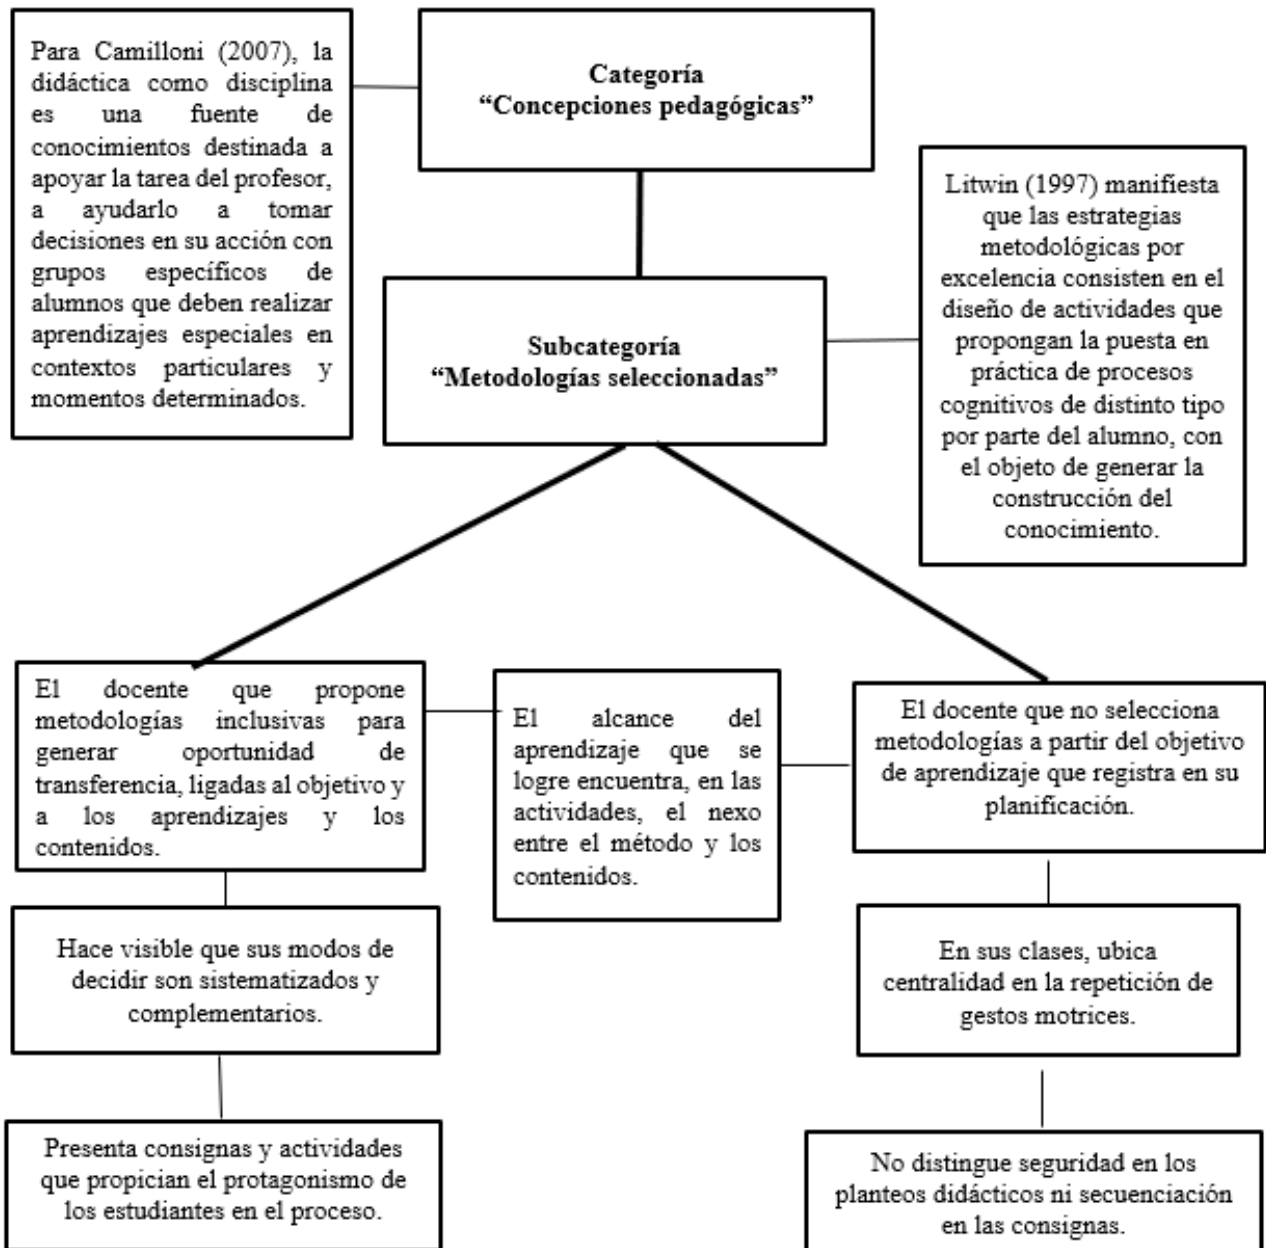 Para Camilloni (2007), la
didáctica como disciplina
es una fuente de
conocimientos destinada a
apoyar la tarea del profesor,
a ayudarlo a tomar
decisiones en su acción con
grupos específicos de
alumnos que deben realizar
aprendizajes especiales en
contextos particulares y
momentos determinados.
Categoría
“Concepciones pedagógicas”
Litwin (1997) manifiesta
que las estrategias
metodológicas por
excelencia consisten en el
diseño de actividades que
propongan la puesta en
práctica de procesos
cognitivos de distinto tipo
por parte del alumno, con
el objeto de generar la
construcción del
conocimiento.
Subcategoría
“Metodologías seleccionadas”
El docente que propone
metodologías inclusivas para
generar oportunidad de
transferencia, ligadas al objetivo y
a los aprendizajes y los
contenidos.
El alcance del
aprendizaje que se
logre encuentra, en las
actividades, el nexo
entre el método y los
contenidos.
El docente que no selecciona
metodologías a partir del objetivo
de aprendizaje que registra en su
planificación.
Hace visible que sus modos de
decidir son sistematizados y
complementarios.
En sus clases, ubica
centralidad en la repetición de
gestos motrices.
Presenta consignas y actividades
que propician el protagonismo de
los estudiantes en el proceso.
No distingue seguridad en los
planteos didácticos ni secuenciación
en las consignas.